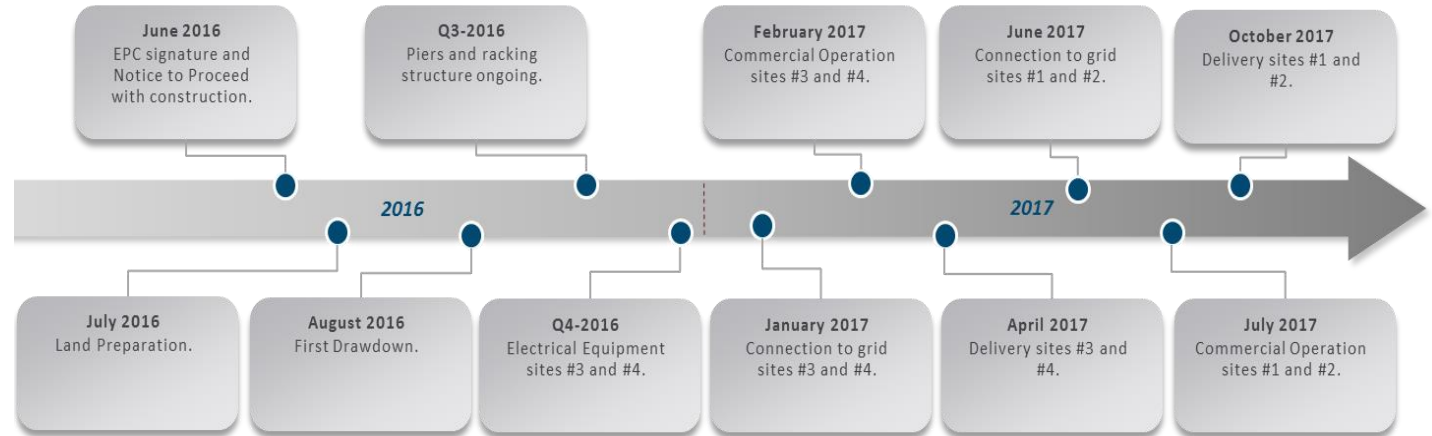 June 2016
EPC signature and
Notice to Proceed
with construction.
Q3-2016
Piers and racking
structure ongoing.
February 2017
Commercial Operation
sites #3 and #4.
June 2017
Connection to grid
sites #1 and #2.
October 2017
Delivery sites #1 and
#2.
2016
2017
July 2016
Land Preparation.
August 2016
First Drawdown.
Q4-2016
Electrical Equipment
sites #3 and #4.
January 2017
Connection to grid
sites #3 and #4.
April 2017
Delivery sites #3 and
#4.
July 2017
Commercial Operation
sites #1 and #2.